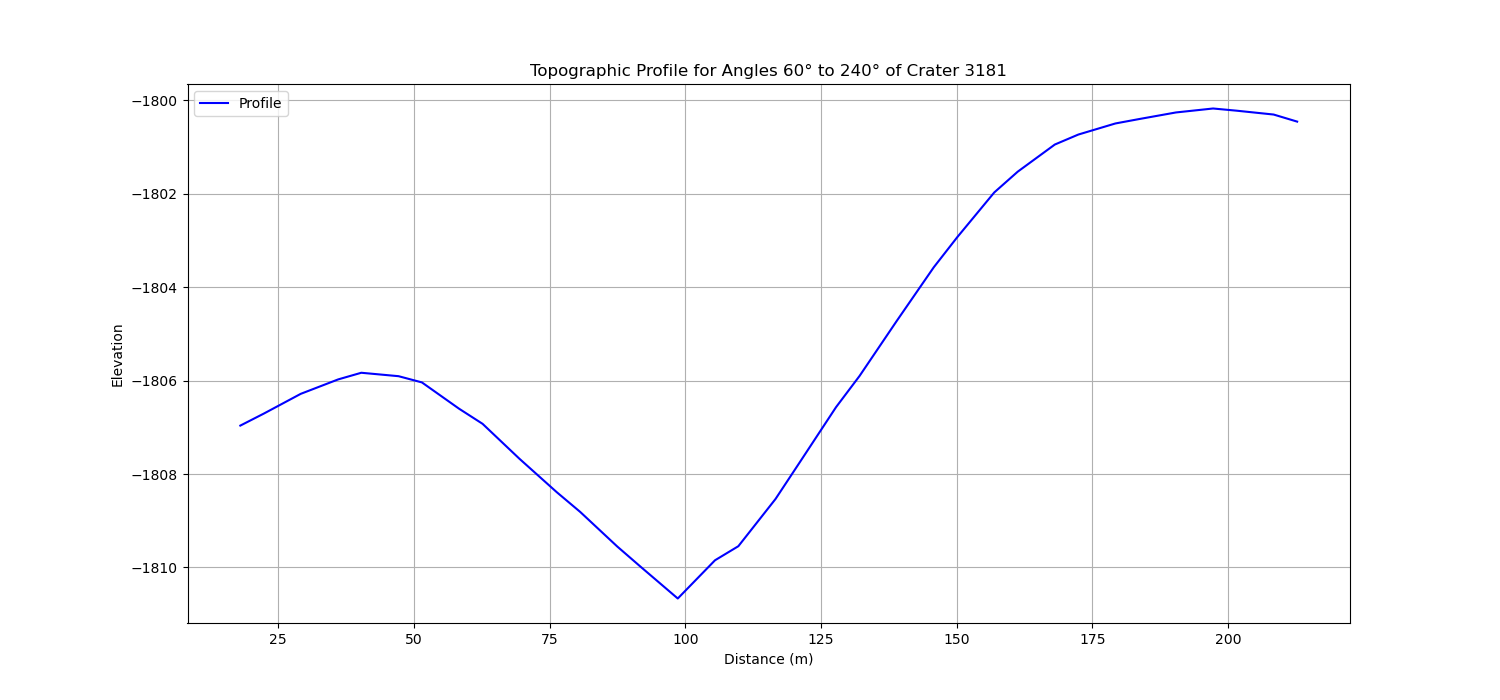 Topographic Profile for Angles 60° to 240° of Crater 3181
Profile
−1800
−1802
−1804
−1806
−1808
−1810
Elevation
25 50 75 100 125 150 175 200
Distance (m)